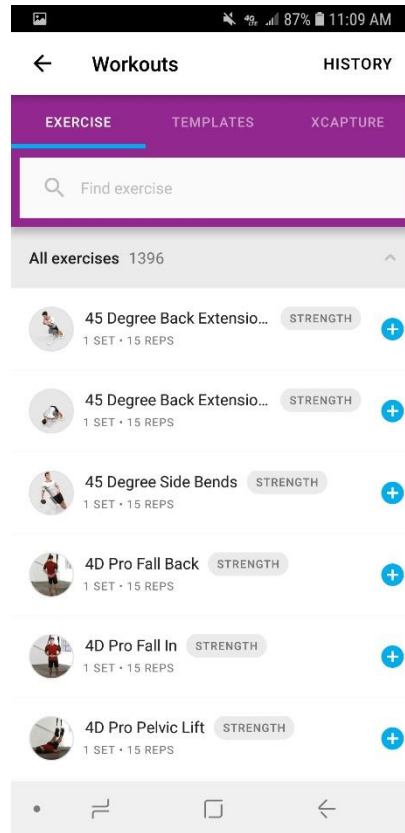 4G LTE 87% 11:09 AM
Workouts HISTORY
EXERCISE TEMPLATES XCAPTURE
Find exercise
All exercises 1396
45 Degree Back Extensio... STRENGTH
1 SET • 15 REPS
45 Degree Back Extensio... STRENGTH
1 SET • 15 REPS
45 Degree Side Bends STRENGTH
1 SET • 15 REPS
4D Pro Fall Back STRENGTH
1 SET • 15 REPS
4D Pro Fall In STRENGTH
1 SET • 15 REPS
4D Pro Pelvic Lift STRENGTH
1 SET • 15 REPS